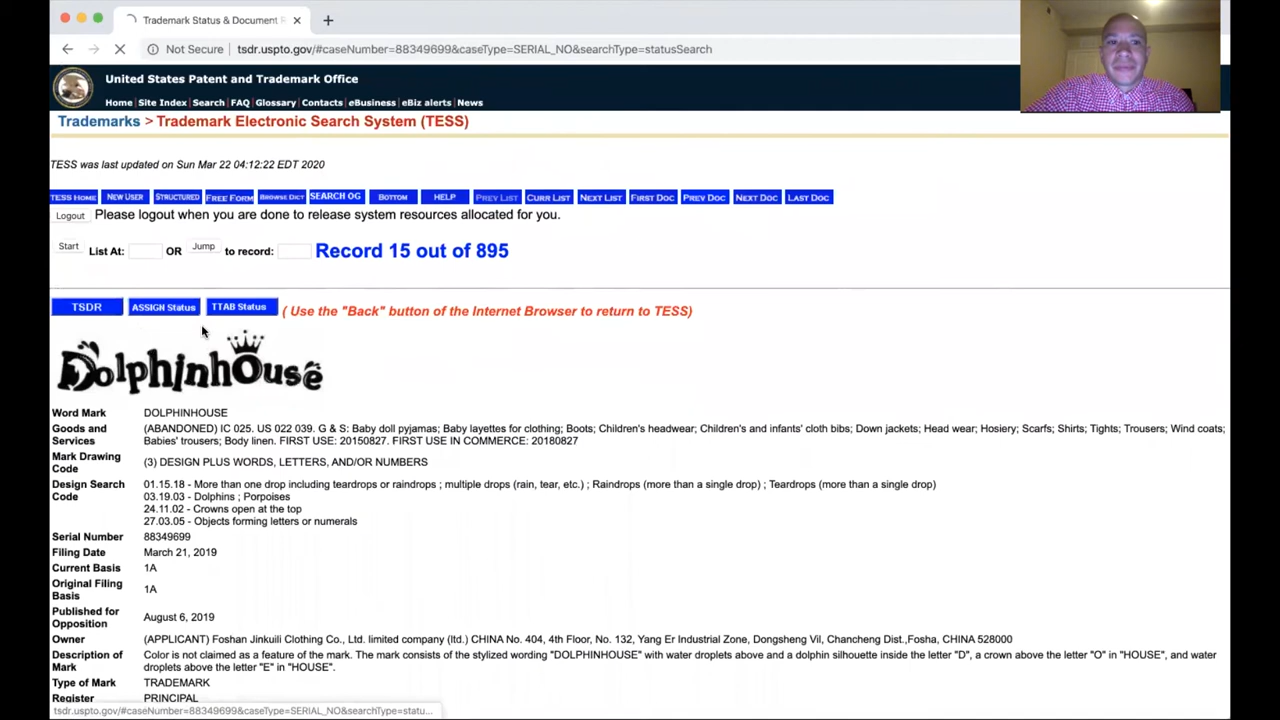 Trademark Status & Document R
Not Secure tsdr.uspto.gov/#caseNumber=88349699&caseType=SERIAL_NO&searchType=statusSearch
United States Patent and Trademark Office
Home | Site Index | Search | FAQ | Glossary | Contacts | eBusiness | eBiz alerts | News
Trademarks > Trademark Electronic Search System (TESS)
TESS was last updated on Sun Mar 22 04:12:22 EDT 2020
TESS HOME NEW USER STRUCTURED FREE FORM BROWSE DICT SEARCH OG BOTTOM HELP PREV LIST CURR LIST NEXT LIST FIRST DOC PREV DOC NEXT DOC LAST DOC
Logout Please logout when you are done to release system resources allocated for you.
Start List At: OR Jump to record: Record 15 out of 895
TSDR ASSIGN Status TTAB Status ( Use the "Back" button of the Internet Browser to return to TESS)
Dolphinhouse
Word Mark DOLPHINHOUSE
Goods and Services (ABANDONED) IC 025. US 022 039. G & S: Baby doll pyjamas; Baby layettes for clothing; Boots; Children's headwear; Children's and infants' cloth bibs; Down jackets; Head wear; Hosiery; Scarfs; Shirts; Tights; Trousers; Wind coats;
Babies' trousers; Body linen. FIRST USE: 20150827. FIRST USE IN COMMERCE: 20180827
Mark Drawing Code (3) DESIGN PLUS WORDS, LETTERS, AND/OR NUMBERS
Design Search Code 01.15.18 - More than one drop including teardrops or raindrops ; multiple drops (rain, tear, etc.) ; Raindrops (more than a single drop) ; Teardrops (more than a single drop)
03.19.03 - Dolphins ; Porpoises
24.11.02 - Crowns open at the top
27.03.05 - Objects forming letters or numerals
Serial Number 88349699
Filing Date March 21, 2019
Current Basis 1A
Original Filing Basis 1A
Published for Opposition August 6, 2019
Owner (APPLICANT) Foshan Jinkuili Clothing Co., Ltd. limited company (ltd.) CHINA No. 404, 4th Floor, No. 132, Yang Er Industrial Zone, Dongsheng Vil, Chancheng Dist.,Fosha, CHINA 528000
Description of Mark Color is not claimed as a feature of the mark. The mark consists of the stylized wording "DOLPHINHOUSE" with water droplets above and a dolphin silhouette inside the letter "D", a crown above the letter "O" in "HOUSE", and water
droplets above the letter "E" in "HOUSE".
Type of Mark TRADEMARK
Register PRINCIPAL
tsdr.uspto.gov/#caseNumber=88349699&caseType=SERIAL_NO&searchType=statu...